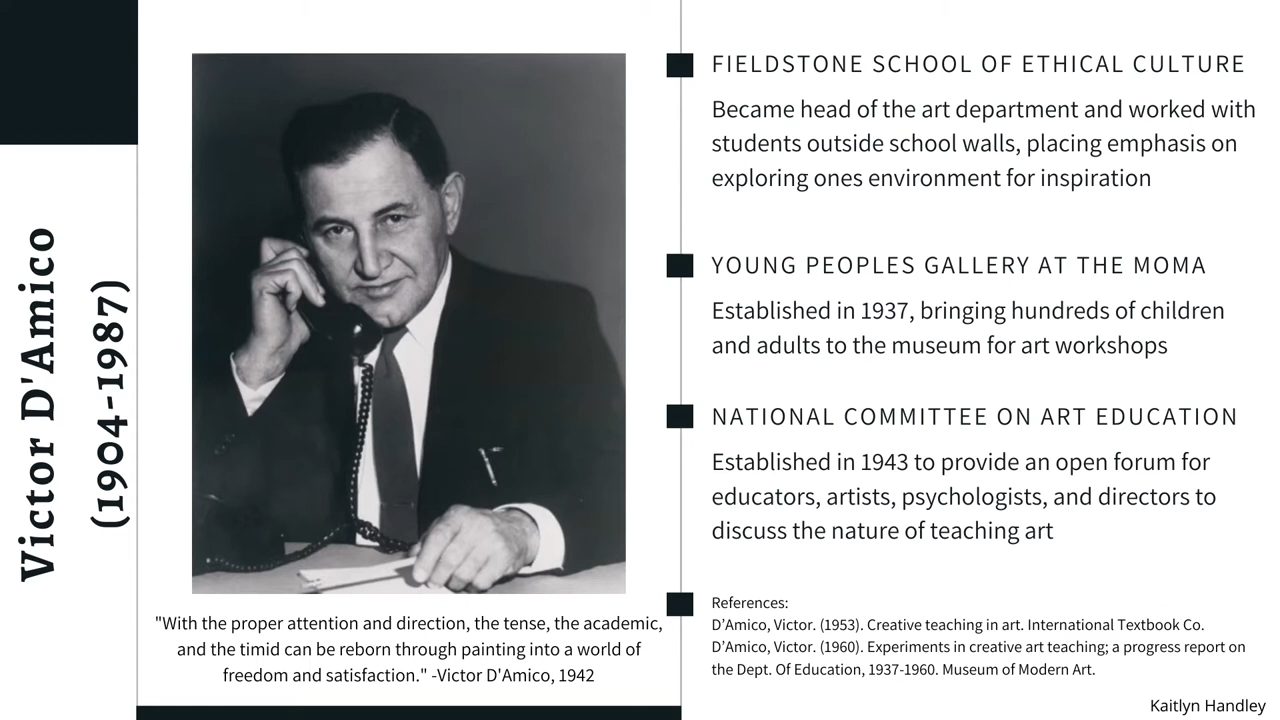 Victor D'Amico
(1904-1987)
"With the proper attention and direction, the tense, the academic,
and the timid can be reborn through painting into a world of
freedom and satisfaction." -Victor D'Amico, 1942
FIELDSTONE SCHOOL OF ETHICAL CULTURE
Became head of the art department and worked with
students outside school walls, placing emphasis on
exploring ones environment for inspiration
YOUNG PEOPLES GALLERY AT THE MOMA
Established in 1937, bringing hundreds of children
and adults to the museum for art workshops
NATIONAL COMMITTEE ON ART EDUCATION
Established in 1943 to provide an open forum for
educators, artists, psychologists, and directors to
discuss the nature of teaching art
References:
D’Amico, Victor. (1953). Creative teaching in art. International Textbook Co.
D’Amico, Victor. (1960). Experiments in creative art teaching; a progress report on
the Dept. Of Education, 1937-1960. Museum of Modern Art.
Kaitlyn Handley